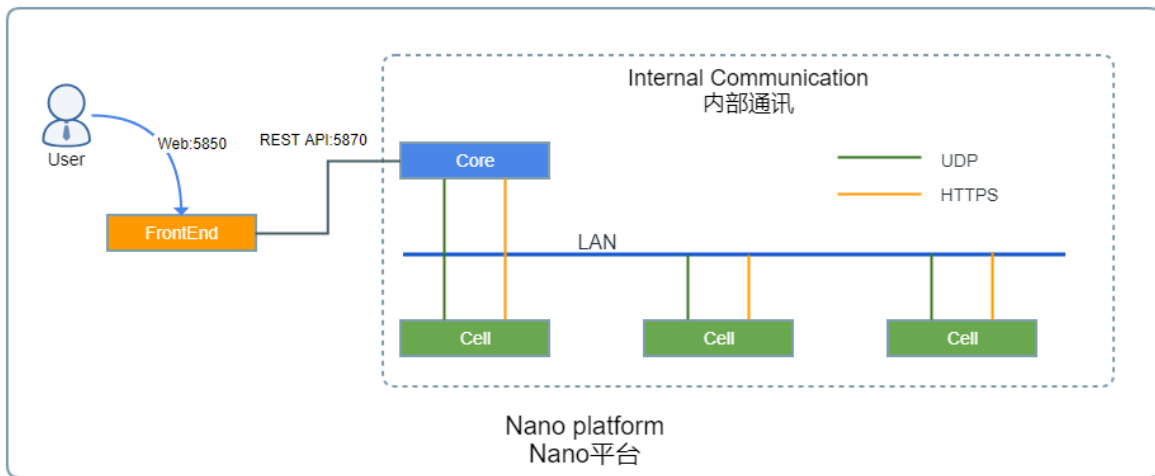 Internal Communication
内部通讯
User
Web:5850
REST API:5870
Core
UDP
HTTPS
FrontEnd
LAN
Cell
Cell
Cell
Nano platform
Nano平台